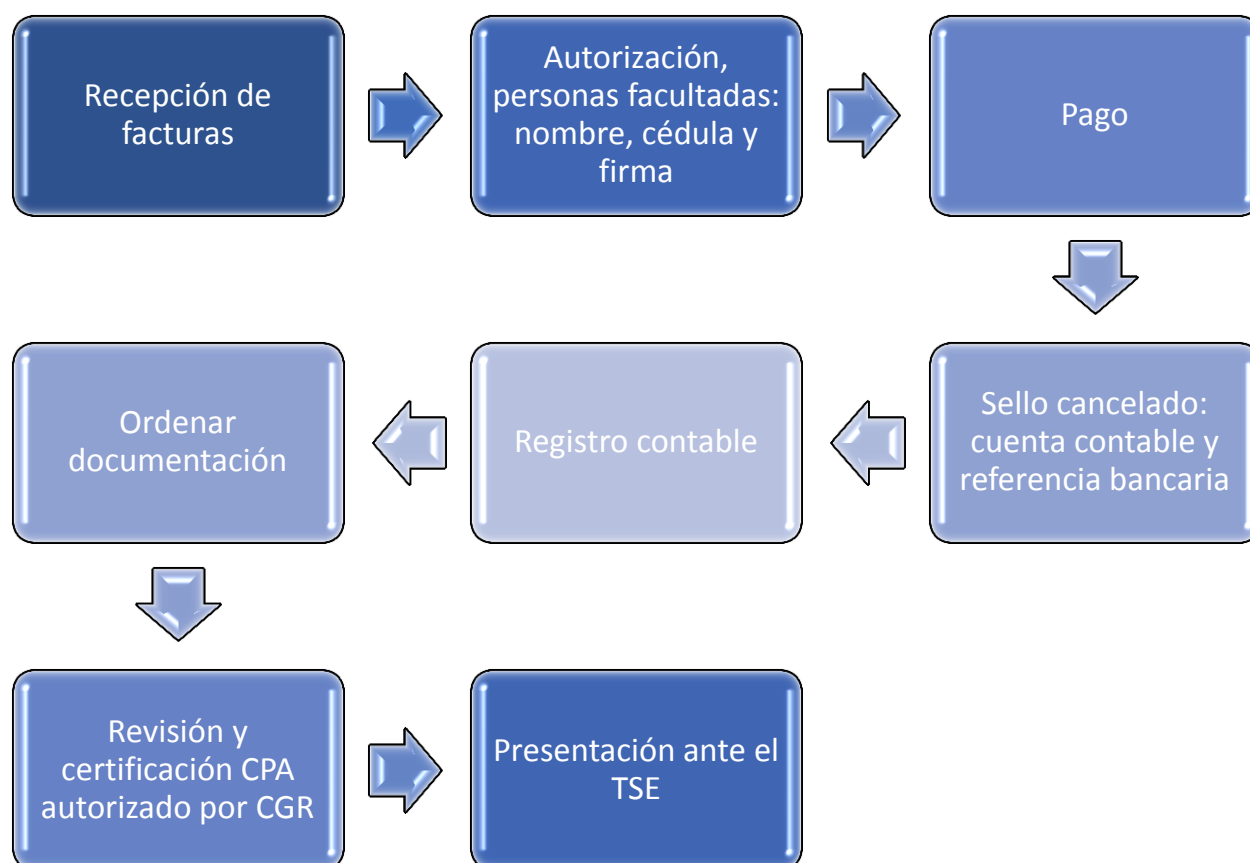 Recepción de
facturas
Autorización,
personas facultadas:
nombre, cédula y
firma
Pago
Sello cancelado:
cuenta contable y
referencia bancaria
Registro contable
Ordenar
documentación
Revisión y
certificación CPA
autorizado por CGR
Presentación ante el
TSE